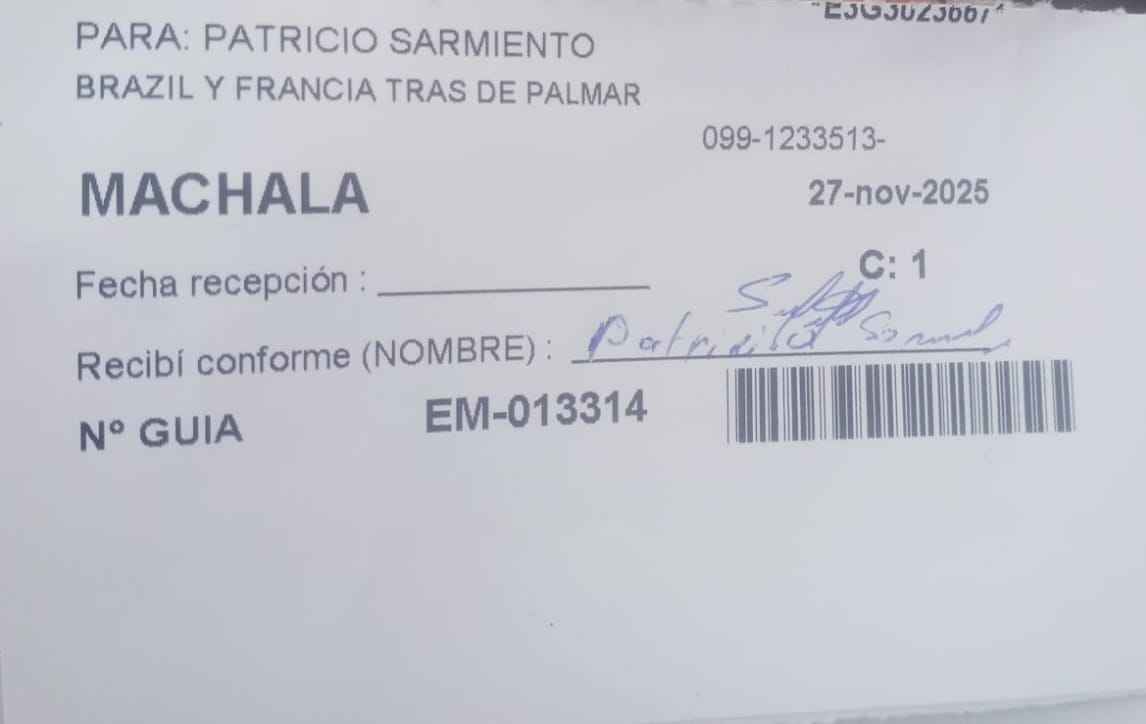 PARA: PATRICIO SARMIENTO
BRAZIL Y FRANCIA TRAS DE PALMAR
099-1233513-
MACHALA
27-nov-2025
C: 1
Fecha recepción :
Recibí conforme (NOMBRE) :
Nº GUIA EM-013314